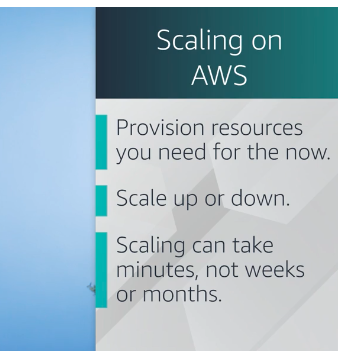 Scaling on
AWS
Provision resources
you need for the now.
Scale up or down.
Scaling can take
minutes, not weeks
or months.